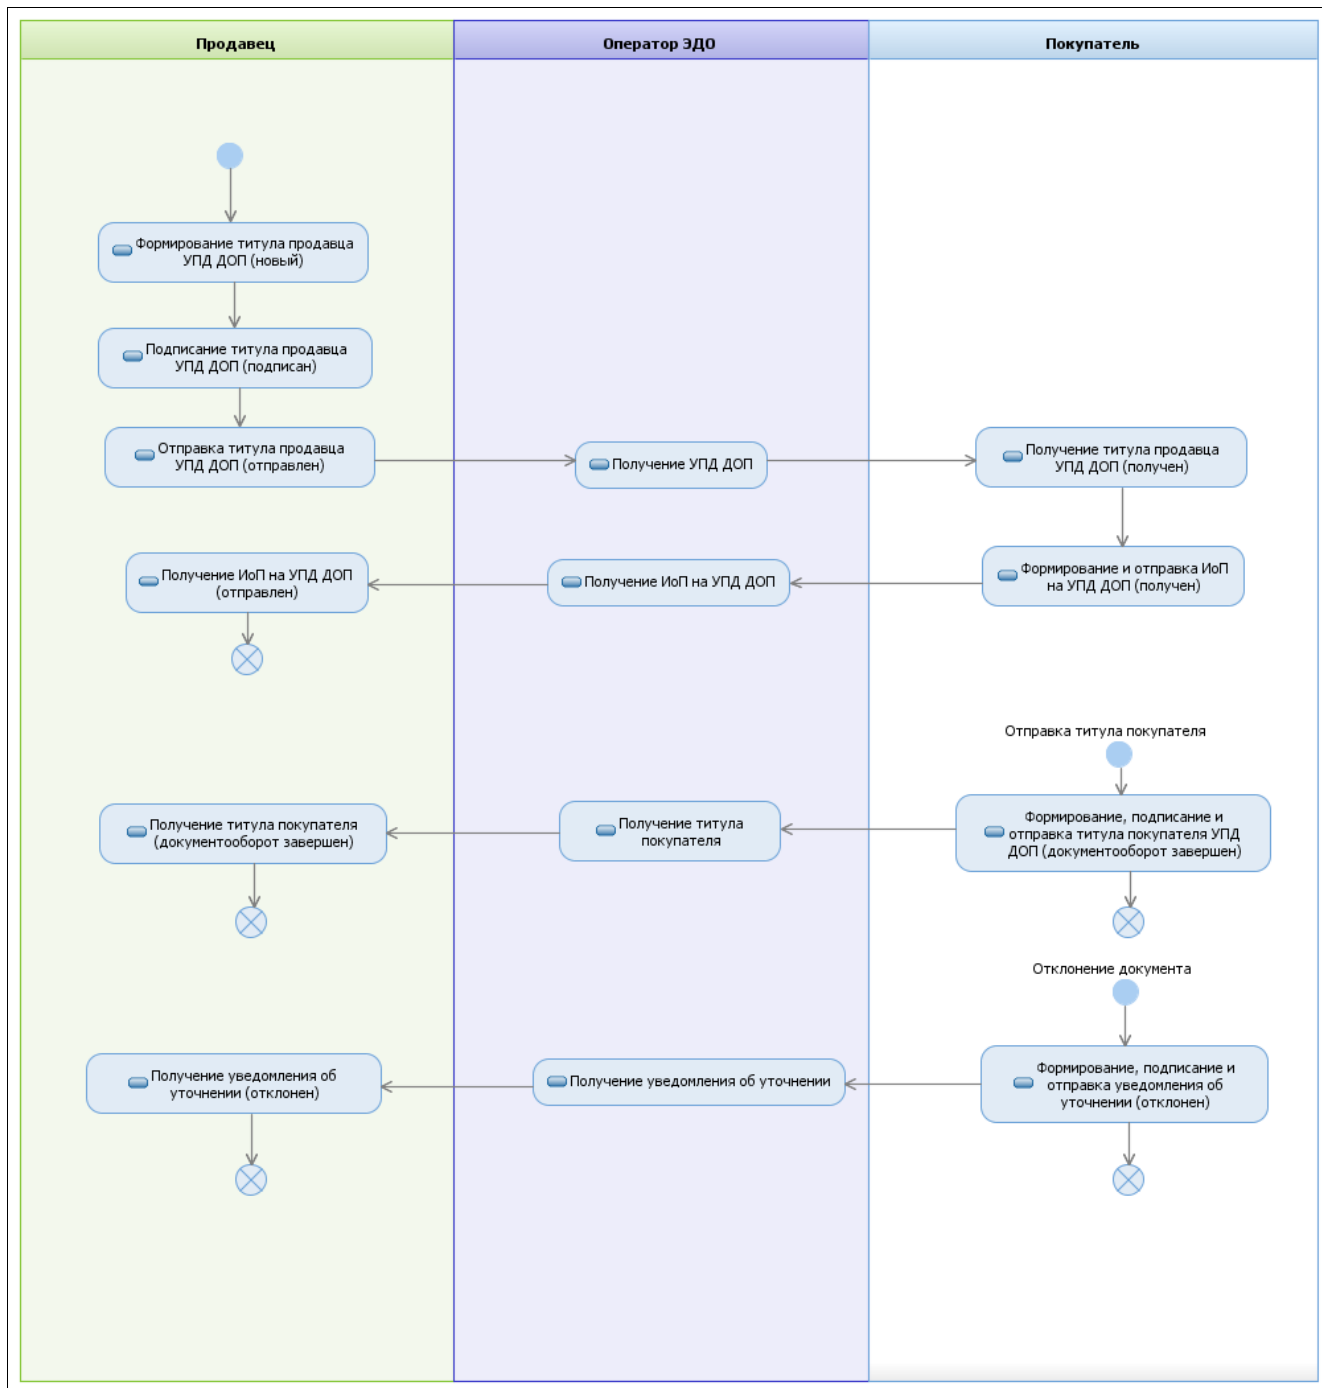 Продавец
Оператор ЭДО
Покупатель
Формирование титула продавца
УПД ДОП (новый)
Подписание титула продавца
УПД ДОП (подписан)
Отправка титула продавца
УПД ДОП (отправлен)
Получение УПД ДОП
Получение титула продавца
УПД ДОП (получен)
Получение ИоП на УПД ДОП
(отправлен)
Получение ИоП на УПД ДОП
Формирование и отправка ИоП
на УПД ДОП (получен)
Отправка титула покупателя
Получение титула покупателя
(документооборот завершен)
Получение титула
покупателя
Формирование, подписание и
отправка титула покупателя УПД
ДОП (документооборот завершен)
Отклонение документа
Получение уведомления об
уточнении (отклонен)
Получение уведомления об уточнении
Формирование, подписание и
отправка уведомления об
уточнении (отклонен)